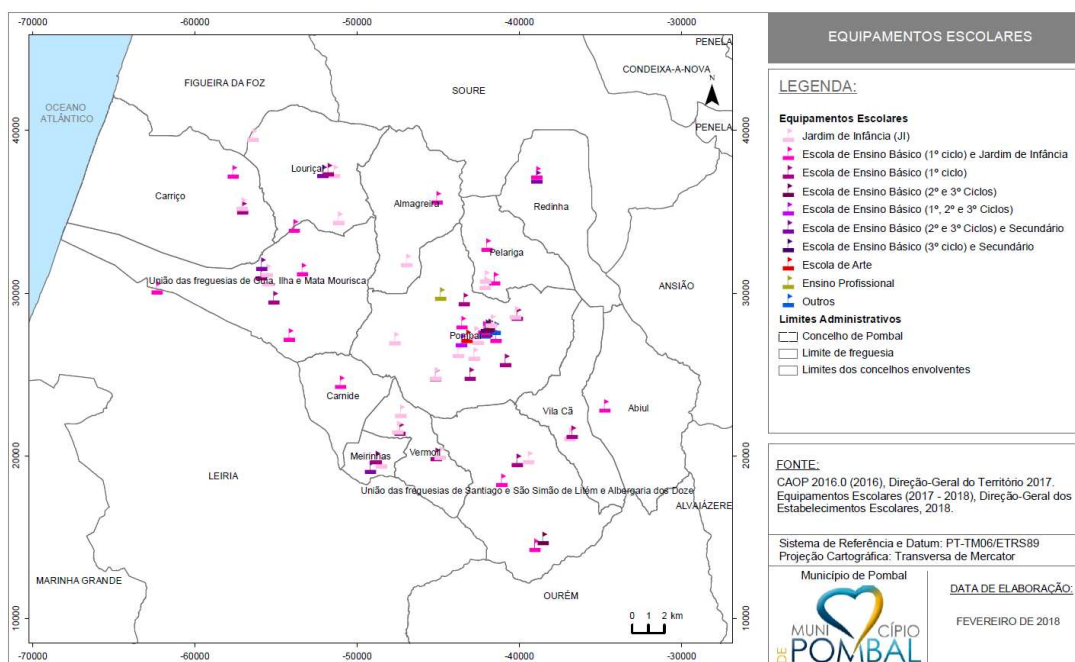 -70000 -60000 -50000 -40000 -30000
PENELA
CONDEIXA-A-NOVA
FIGUEIRA DA FOZ
SOURE
OCEANO
ATLÂNTICO
N
PENELA
40000
40000
Louriçal
Carriço
Almagreira
Redinha
Pelariga
ANSIÃO
União das freguesias de Guia, Ilha e Mata Mourisca
30000
30000
Pombal
Carnide
Vila Cã
Abiul
20000
20000
Meirinhas
Vermoil
LEIRIA
União das freguesias de Santiago e São Simão de Litém e Albergaria dos Doze
ALVAIÁZERE
MARINHA GRANDE
OURÉM
10000
10000
0 1 2 km
-70000 -60000 -50000 -40000 -30000
EQUIPAMENTOS ESCOLARES
LEGENDA:
Equipamentos Escolares
Jardim de Infância (JI)
Escola de Ensino Básico (1º ciclo) e Jardim de Infância
Escola de Ensino Básico (1º ciclo)
Escola de Ensino Básico (2º e 3º Ciclos)
Escola de Ensino Básico (1º, 2º e 3º Ciclos)
Escola de Ensino Básico (2º e 3º Ciclos) e Secundário
Escola de Ensino Básico (3º ciclo) e Secundário
Escola de Arte
Ensino Profissional
Outros
Limites Administrativos
Concelho de Pombal
Limite de freguesia
Limites dos concelhos envolventes
FONTE:
CAOP 2016.0 (2016), Direção-Geral do Território 2017.
Equipamentos Escolares (2017 - 2018), Direção-Geral dos
Estabelecimentos Escolares, 2018.
Sistema de Referência e Datum: PT-TM06/ETRS89
Projeção Cartográfica: Transversa de Mercator
Município de Pombal
MUNICÍPIO
DE POMBAL
DATA DE ELABORAÇÃO:
FEVEREIRO DE 2018